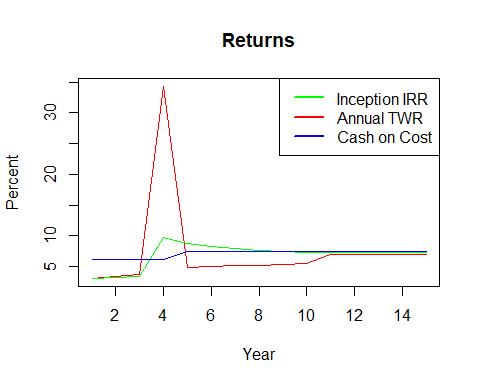 Returns
Inception IRR
Annual TWR
Cash on Cost
Percent
30
20
10
5
2 4 6 8 10 12 14
Year